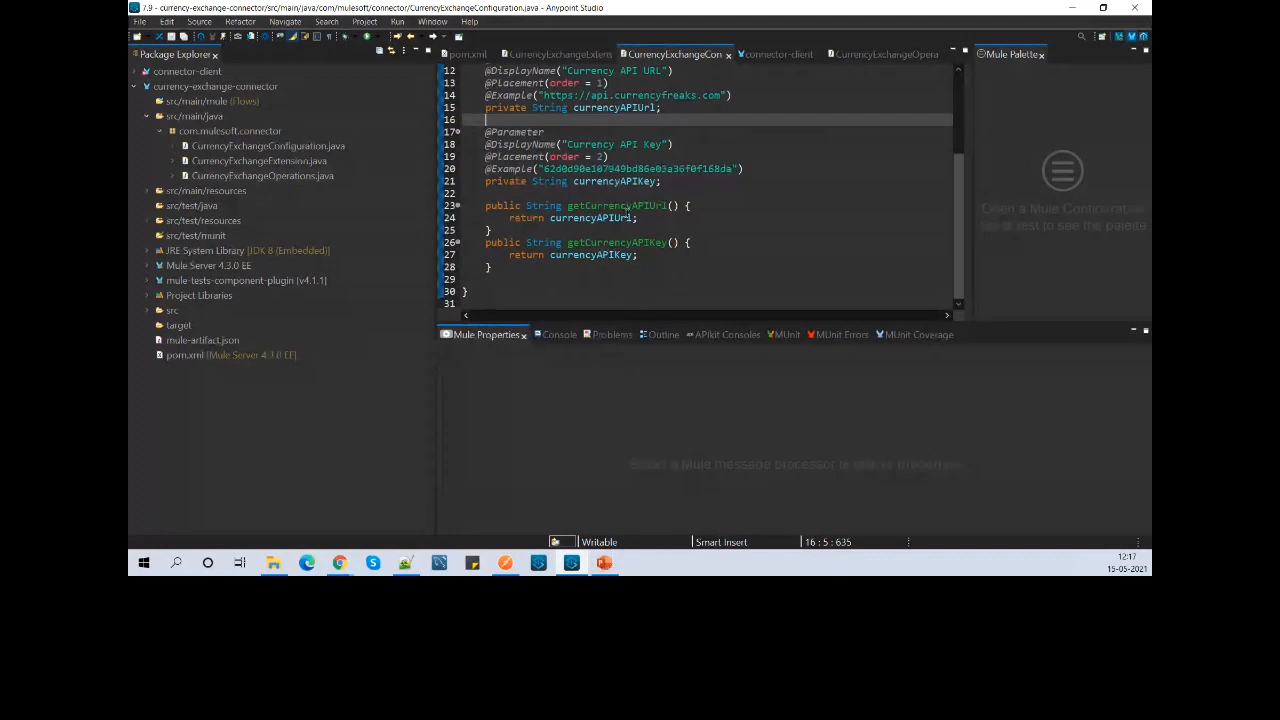 7.9 - currency-exchange-connector/src/main/java/com/mulesoft/connector/CurrencyExchangeConfiguration.java - Anypoint Studio
File Edit Source Refactor Navigate Search Project Run Window Help
Package Explorer
pom.xml CurrencyExchangeExtens CurrencyExchangeCon connector-client CurrencyExchangeOpera Mule Palette
connector-client
currency-exchange-connector
src/main/mule (Flows)
src/main/java
com.mulesoft.connector
CurrencyExchangeConfiguration.java
CurrencyExchangeExtension.java
CurrencyExchangeOperations.java
src/main/resources
src/test/java
src/test/resources
src/test/munit
JRE System Library [JDK 8 (Embedded)]
Mule Server 4.3.0 EE
mule-tests-component-plugin [v4.1.1]
Project Libraries
src
target
mule-artifact.json
pom.xml [Mule Server 4.3.0 EE]
12 @DisplayName("Currency API URL")
13 @Placement(order = 1)
14 @Example("https://api.currencyfreaks.com")
15 private String currencyAPIUrl;
16
17 @Parameter
18 @DisplayName("Currency API Key")
19 @Placement(order = 2)
20
21 private String currencyAPIKey;
22
23 public String getCurrencyAPIUrl() {
24 return currencyAPIUrl;
25 }
26 public String getCurrencyAPIKey() {
27 return currencyAPIKey;
28 }
29
30 }
31
Mule Properties Console Problems Outline APIkit Consoles MUnit MUnit Errors MUnit Coverage
Writable Smart Insert 16 : 5 : 635
12:17
15-05-2021